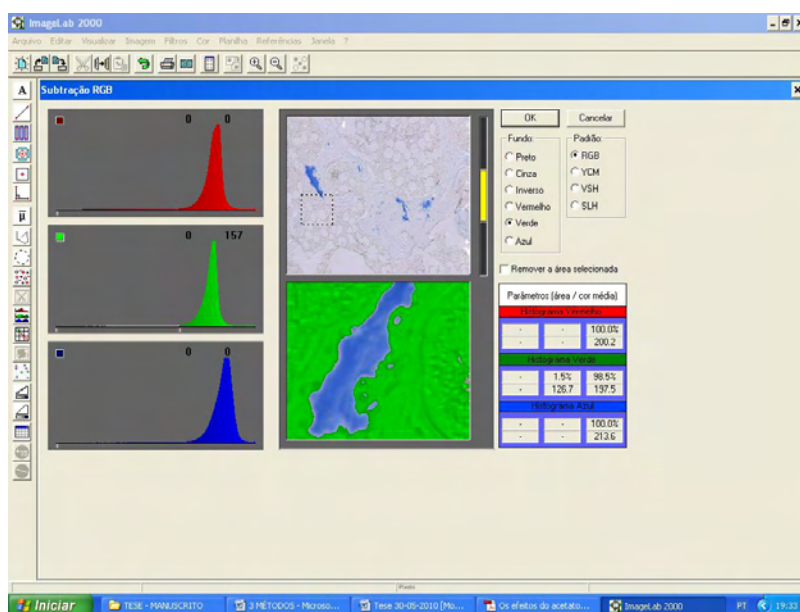 ImageLab 2000
Arquivo Editar Visualizar Imagem Filtros Cor Planilha Referências Janela ?
A
Subtração RGB
0 0
0 157
0 0
OK Cancelar
Fundo: Padrão:
Preto RGB
Cinza YCM
Inverso VSH
Vermelho SLH
Verde
Azul
Remover a área selecionada
Parâmetros (área / cor média)
Histograma Vermelho
- - 100.0%
- - 200.2
Histograma Verde
- 1.5% 98.5%
- 126.7 197.5
Histograma Azul
- - 100.0%
- - 213.6
μ
Pixels
Iniciar TESE - MANUSCRITO 3 MÉTODOS - Microso... Tese 30-05-2010 [Mo... Os efeitos do acetato... ImageLab 2000 PT 19:33